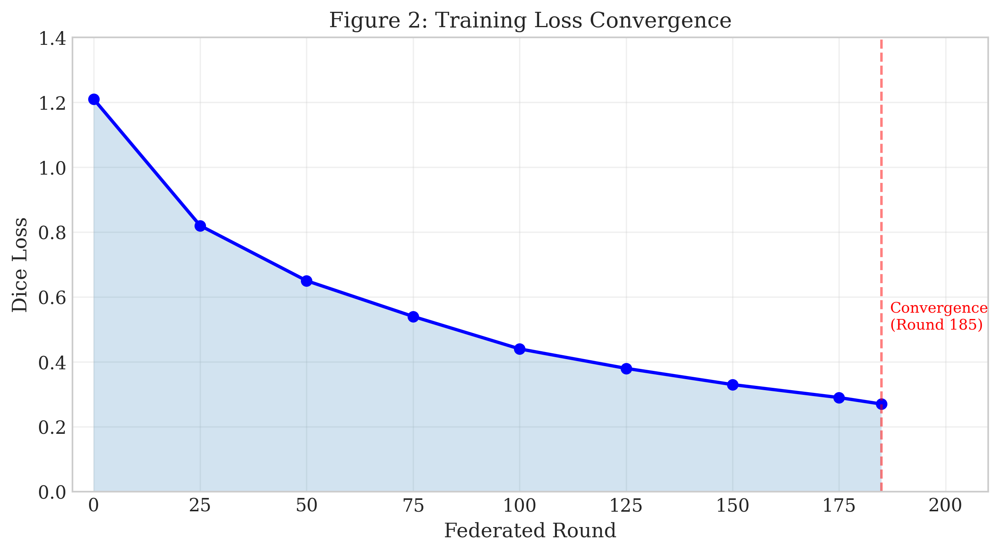 Figure 2: Training Loss Convergence
1.4
1.2
1.0
0.8
0.6
0.4
0.2
0.0
Dice Loss
Convergence
(Round 185)
0 25 50 75 100 125 150 175 200
Federated Round